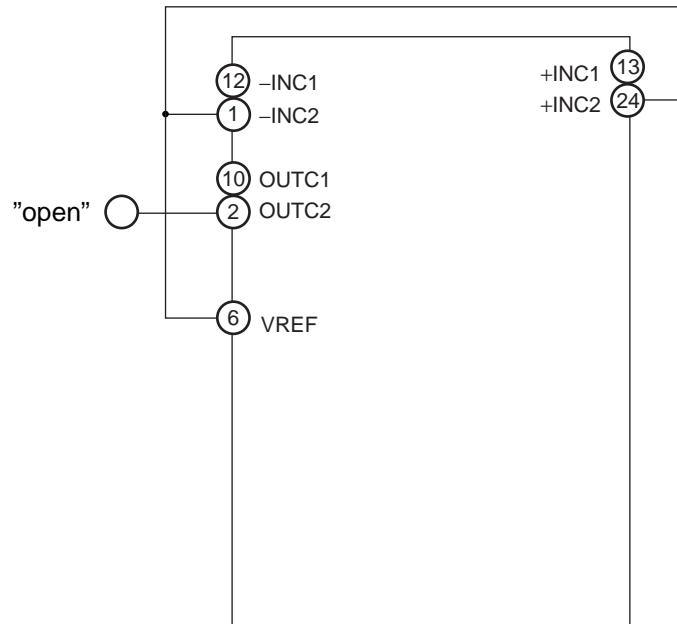 12 −INC1
1 −INC2
10 OUTC1
”open” 2 OUTC2
6 VREF
+INC1 13
+INC2 24